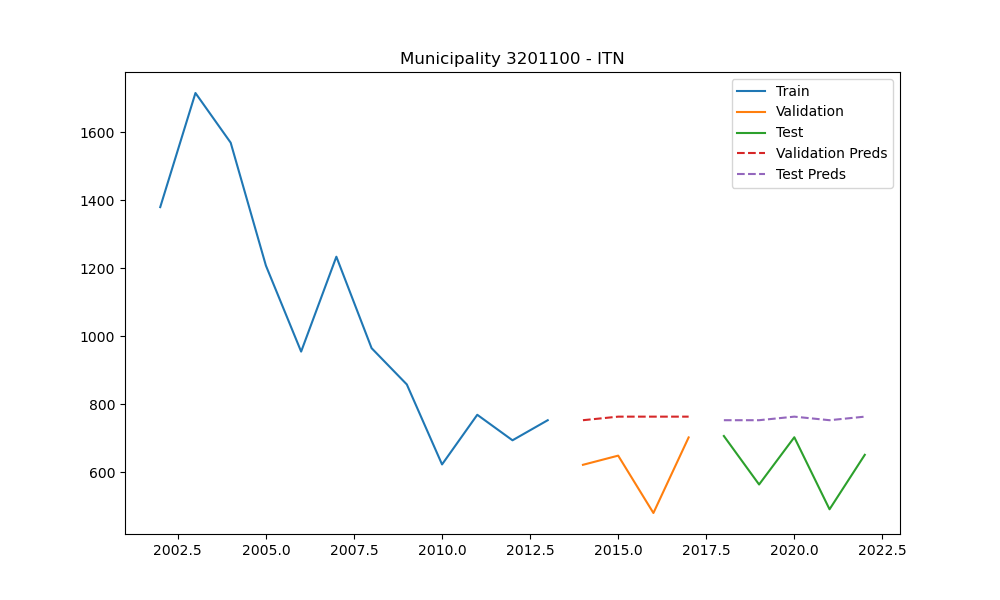 Municipality 3201100 - ITN
Train
Validation
Test
Validation Preds
Test Preds
1600
1400
1200
1000
800
600
2002.5 2005.0 2007.5 2010.0 2012.5 2015.0 2017.5 2020.0 2022.5